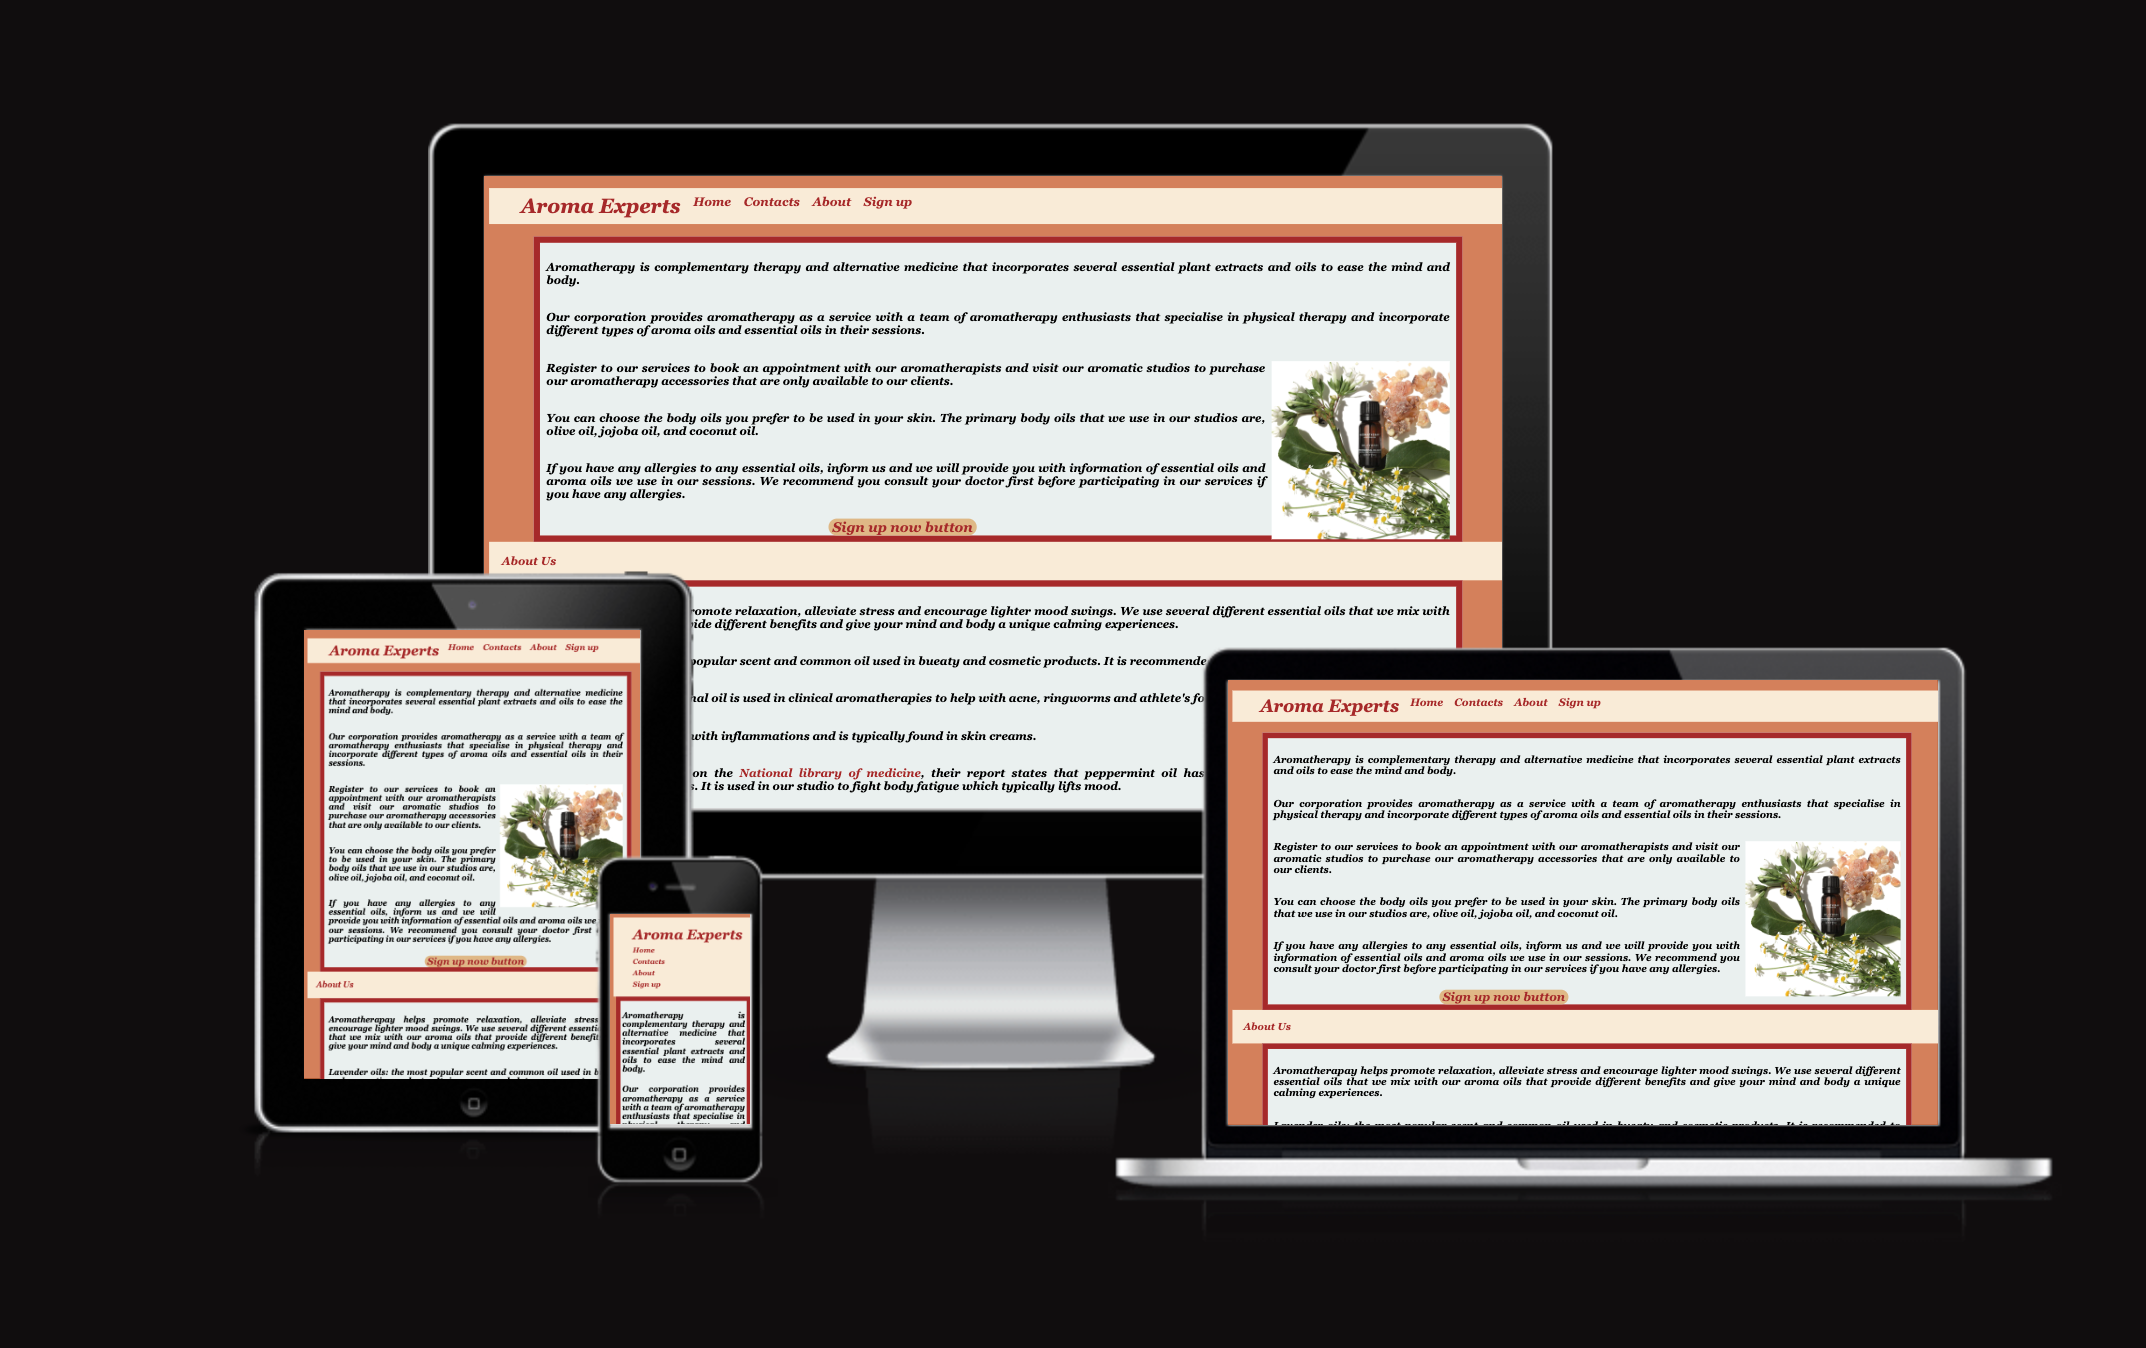 Aroma Experts Home Contacts About Sign up
Aromatherapy is complementary therapy and alternative medicine that incorporates several essential plant extracts and oils to ease the mind and
body.
Our corporation provides aromatherapy as a service with a team of aromatherapy enthusiasts that specialise in physical therapy and incorporate
different types of aroma oils and essential oils in their sessions.
Register to our services to book an appointment with our aromatherapists and visit our aromatic studios to purchase
our aromatherapy accessories that are only available to our clients.
You can choose the body oils you prefer to be used in your skin. The primary body oils that we use in our studios are,
olive oil, jojoba oil, and coconut oil.
If you have any allergies to any essential oils, inform us and we will provide you with information of essential oils and
aroma oils we use in our sessions. We recommend you consult your doctor first before participating in our services if
you have any allergies.
Sign up now button
About Us
romote relaxation, alleviate stress and encourage lighter mood swings. We use several different essential oils that we mix with
ide different benefits and give your mind and body a unique calming experiences.
popular scent and common oil used in bueaty and cosmetic products. It is recommende
nal oil is used in clinical aromatherapies to help with acne, ringworms and athlete's fo
with inflammations and is typically found in skin creams.
on the National library of medicine, their report states that peppermint oil has
s. It is used in our studio to fight body fatigue which typically lifts mood.
Aroma Experts Home Contacts About Sign up
Aromatherapy is complementary therapy and alternative medicine
that incorporates several essential plant extracts and oils to ease the
mind and body.
Our corporation provides aromatherapy as a service with a team of
aromatherapy enthusiasts that specialise in physical therapy and
incorporate different types of aroma oils and essential oils in their
sessions.
Register to our services to book an
appointment with our aromatherapists
and visit our aromatic studios to
purchase our aromatherapy accessories
that are only available to our clients.
You can choose the body oils you prefer
to be used in your skin. The primary
body oils that we use in our studios are,
olive oil, jojoba oil, and coconut oil.
If you have any allergies to any
essential oils, inform us and we will
provide you with information of essential oils and aroma oils we
our sessions. We recommend you consult your doctor first
participating in our services if you have any allergies.
Sign up now button
About Us
Aromatherapay helps promote relaxation, alleviate stress
encourage lighter mood swings. We use several different essenti
that we mix with our aroma oils that provide different benefit
give your mind and body a unique calming experiences.
Lavender oils: the most popular scent and common oil used in b
Aroma Experts
Home
Contacts
About
Sign up
Aromatherapy is
complementary therapy and
alternative medicine that
incorporates several
essential plant extracts and
oils to ease the mind and
body.
Our corporation provides
aromatherapy as a service
with a team of aromatherapy
enthusiasts that specialise in
physical therapy and
Aroma Experts Home Contacts About Sign up
Aromatherapy is complementary therapy and alternative medicine that incorporates several essential plant extracts
and oils to ease the mind and body.
Our corporation provides aromatherapy as a service with a team of aromatherapy enthusiasts that specialise in
physical therapy and incorporate different types of aroma oils and essential oils in their sessions.
Register to our services to book an appointment with our aromatherapists and visit our
aromatic studios to purchase our aromatherapy accessories that are only available to
our clients.
You can choose the body oils you prefer to be used in your skin. The primary body oils
that we use in our studios are, olive oil, jojoba oil, and coconut oil.
If you have any allergies to any essential oils, inform us and we will provide you with
information of essential oils and aroma oils we use in our sessions. We recommend you
consult your doctor first before participating in our services if you have any allergies.
Sign up now button
About Us
Aromatherapay helps promote relaxation, alleviate stress and encourage lighter mood swings. We use several different
essential oils that we mix with our aroma oils that provide different benefits and give your mind and body a unique
calming experiences.
Lavender oils: the most popular scent and common oil used in bueaty and cosmetic products. It is recommended to